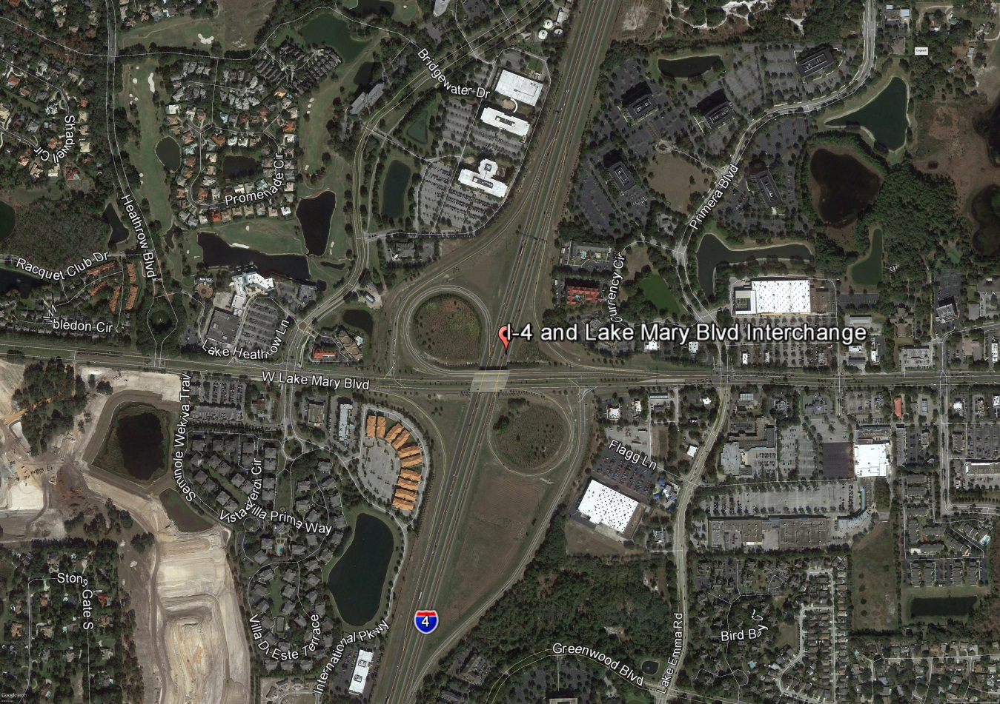 Legend
Bridgewater Dr
Shadwel Cir
Promenade Cir
Primera Blvd
Heathrow Blvd
Racquet Club Dr
Currency Cir
bledon Cir
I-4 and Lake Mary Blvd Interchange
Lake Heathrow Ln
W Lake Mary Blvd
Seminole Wekiva Trail
Flagg Ln
Vista Verdi Cir
Villa Prima Way
Stone Gate S
4
Villa Di Este Terrace
International Pkwy
Bird Bay
Lake Emma Rd
Greenwood Blvd
Google earth